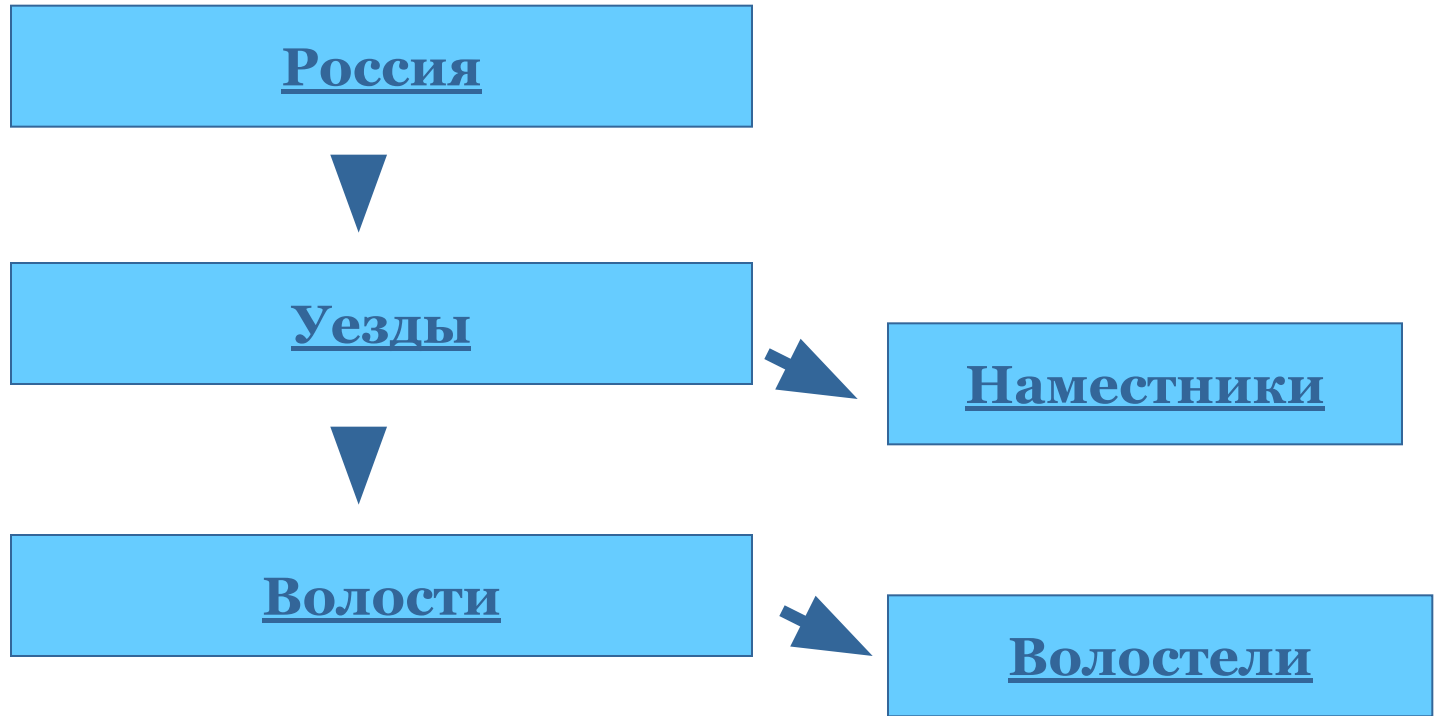 Россия
Уезды
Наместники
Волости
Волостели